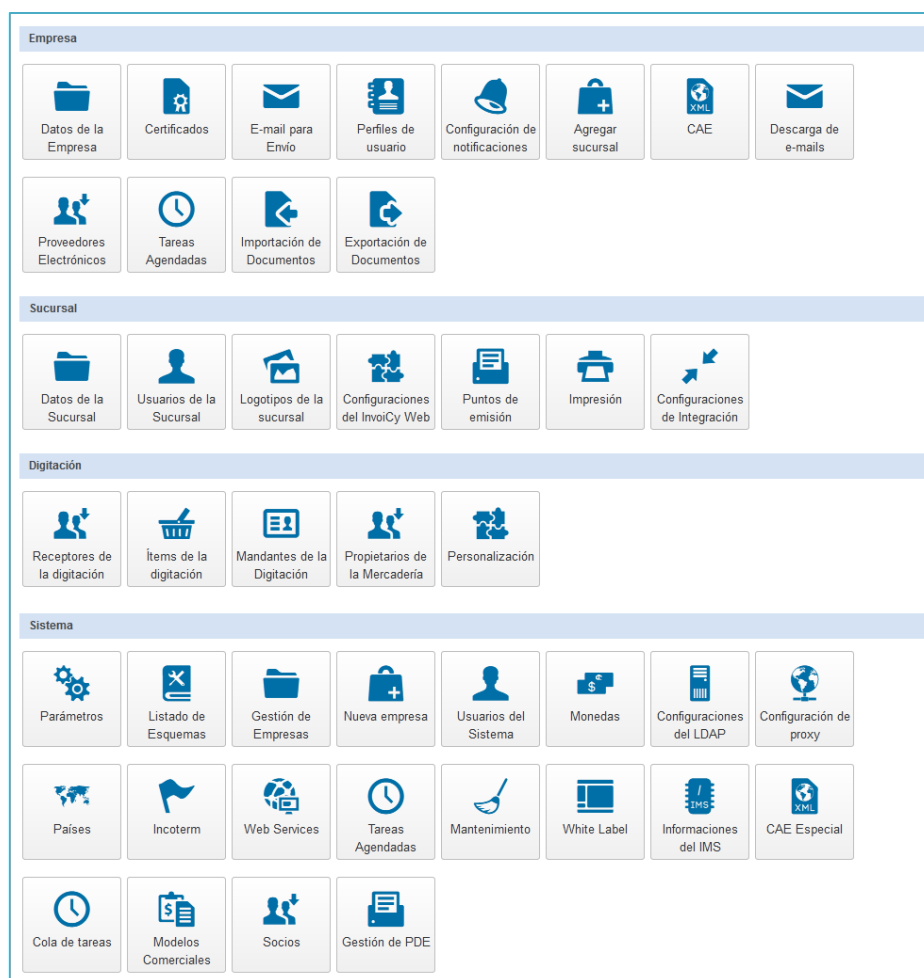 Empresa
Datos de la Empresa
Certificados
E-mail para Envío
Perfiles de usuario
Configuración de notificaciones
Agregar sucursal
XML
CAE
Descarga de e-mails
Proveedores Electrónicos
Tareas Agendadas
Importación de Documentos
Exportación de Documentos
Sucursal
Datos de la Sucursal
Usuarios de la Sucursal
Logotipos de la sucursal
Configuraciones del InvoiCy Web
Puntos de emisión
Impresión
Configuraciones de Integración
Digitación
Receptores de la digitación
Ítems de la digitación
Mandantes de la Digitación
Propietarios de la Mercadería
Personalización
Sistema
Parámetros
Listado de Esquemas
Gestión de Empresas
Nueva empresa
Usuarios del Sistema
Monedas
Configuraciones del LDAP
Configuración de proxy
Países
Incoterm
Web Services
Tareas Agendadas
Mantenimiento
White Label
IMS
Informaciones del IMS
XML
CAE Especial
Cola de tareas
Modelos Comerciales
Socios
Gestión de PDE